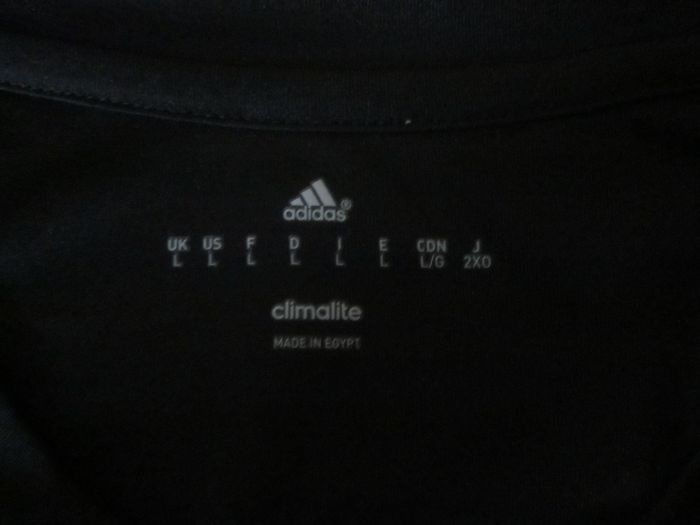 adidas®
UK US F D I E CDN J
L L L L L L L/G 2XO
climalite
MADE IN EGYPT